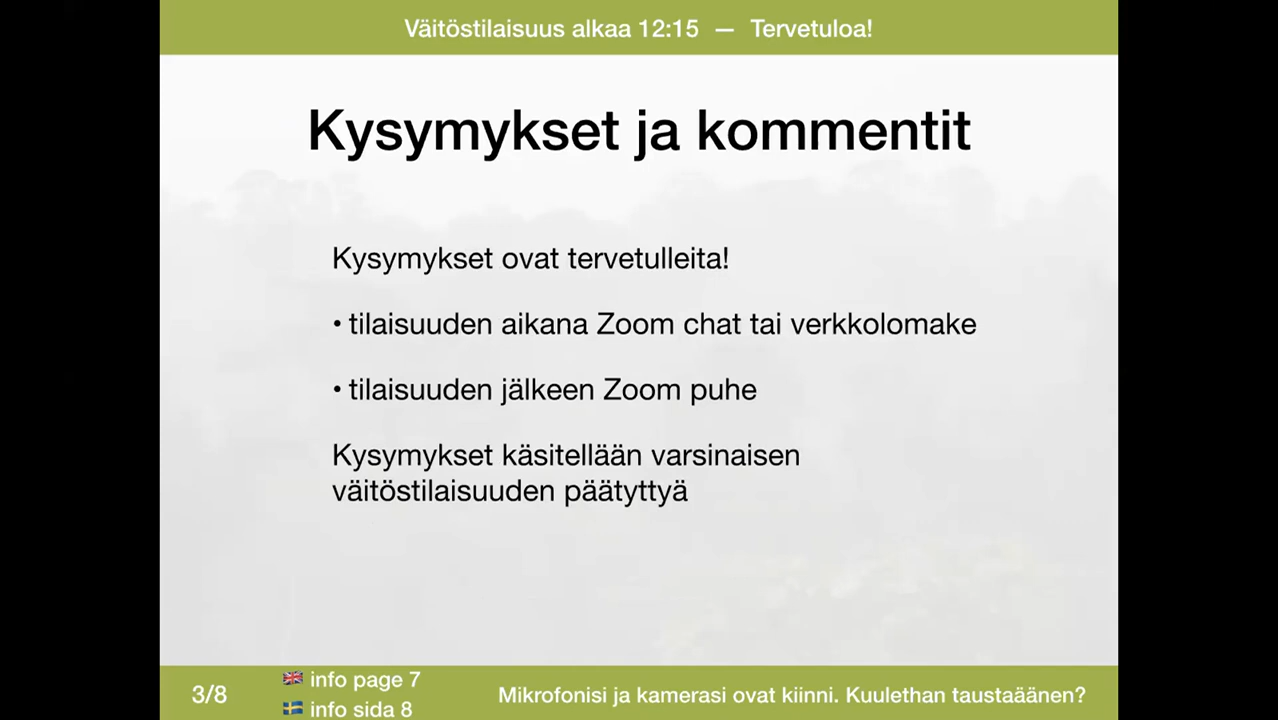 Väitöstilaisuus alkaa 12:15 — Tervetuloa!
Kysymykset ja kommentit
Kysymykset ovat tervetulleita!
• tilaisuuden aikana Zoom chat tai verkkolomake
• tilaisuuden jälkeen Zoom puhe
Kysymykset käsitellään varsinaisen
väitöstilaisuuden päätyttyä
3/8
🇬🇧 info page 7
🇸🇪 info sida 8
Mikrofonisi ja kamerasi ovat kiinni. Kuulethan taustaäänen?